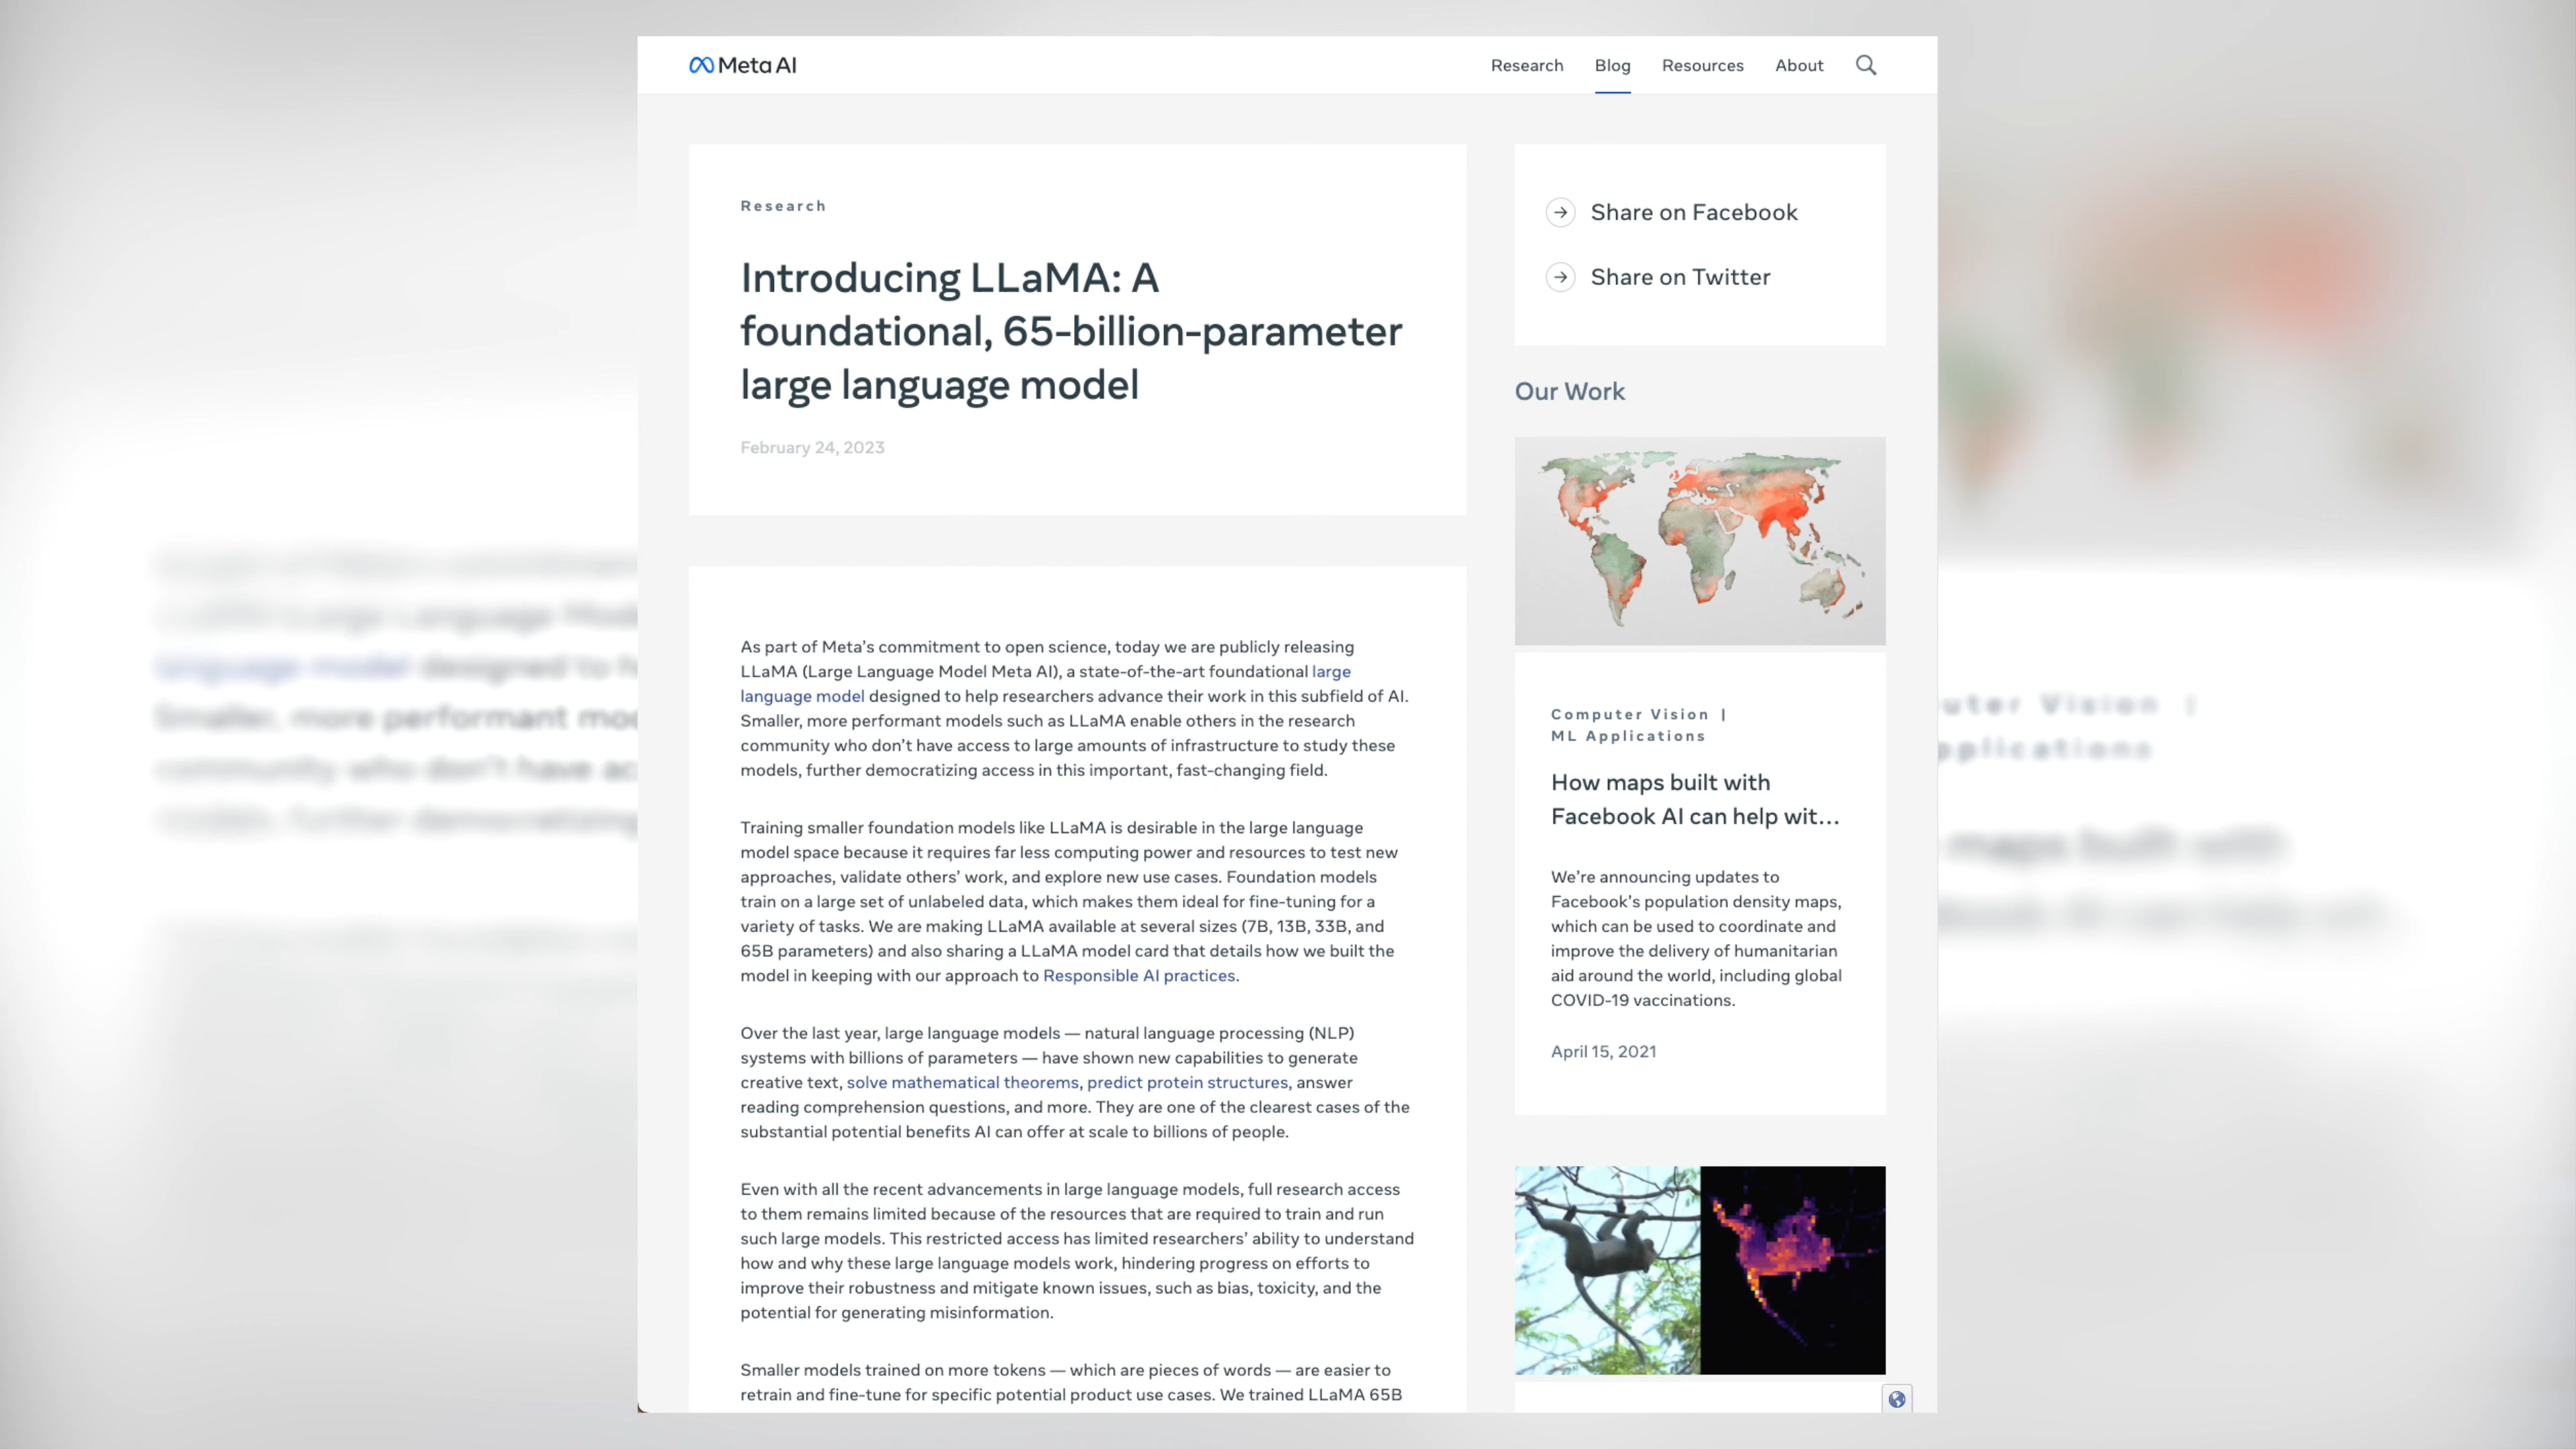 Meta AI
Research
Blog
Resources
About
Research
Introducing LLaMA: A
foundational, 65-billion-parameter
large language model
February 24, 2023
As part of Meta's commitment to open science, today we are publicly releasing
LLaMA (Large Language Model Meta AI), a state-of-the-art foundational large
language model designed to help researchers advance their work in this subfield of AI.
Smaller, more performant models such as LLaMA enable others in the research
community who don't have access to large amounts of infrastructure to study these
models, further democratizing access in this important, fast-changing field.
Training smaller foundation models like LLaMA is desirable in the large language
model space because it requires far less computing power and resources to test new
approaches, validate others' work, and explore new use cases. Foundation models
train on a large set of unlabeled data, which makes them ideal for fine-tuning for a
variety of tasks. We are making LLaMA available at several sizes (7B, 13B, 33B, and
65B parameters) and also sharing a LLaMA model card that details how we built the
model in keeping with our approach to Responsible AI practices.
Over the last year, large language models — natural language processing (NLP)
systems with billions of parameters — have shown new capabilities to generate
creative text, solve mathematical theorems, predict protein structures, answer
reading comprehension questions, and more. They are one of the clearest cases of the
substantial potential benefits AI can offer at scale to billions of people.
Even with all the recent advancements in large language models, full research access
to them remains limited because of the resources that are required to train and run
such large models. This restricted access has limited researchers' ability to understand
how and why these large language models work, hindering progress on efforts to
improve their robustness and mitigate known issues, such as bias, toxicity, and the
potential for generating misinformation.
Smaller models trained on more tokens — which are pieces of words — are easier to
retrain and fine-tune for specific potential product use cases. We trained LLaMA 65B
Share on Facebook
Share on Twitter
Our Work
Computer Vision |
ML Applications
How maps built with
Facebook AI can help wit...
We're announcing updates to
Facebook's population density maps,
which can be used to coordinate and
improve the delivery of humanitarian
aid around the world, including global
COVID-19 vaccinations.
April 15, 2021